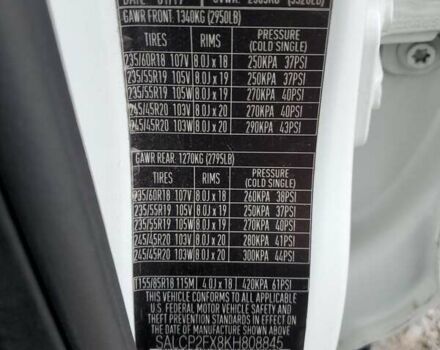 GAWR FRONT: 1340KG (2950LB)
TIRES RIMS PRESSURE (COLD SINGLE)
235/60R18 107V 8.0J x 18 250KPA 37PSI
235/55R19 105V 8.0J x 19 250KPA 37PSI
235/55R19 105W 8.0J x 19 270KPA 40PSI
245/45R20 103W 8.0J x 20 270KPA 40PSI
245/45R20 103W 8.0J x 20 290KPA 43PSI
GAWR REAR: 1270KG (2795LB)
TIRES RIMS PRESSURE (COLD SINGLE)
235/60R18 107V 8.0J x 18 260KPA 38PSI
235/55R19 105V 8.0J x 19 250KPA 37PSI
235/55R19 105W 8.0J x 19 270KPA 40PSI
245/45R20 103V 8.0J x 20 280KPA 41PSI
245/45R20 103W 8.0J x 20 300KPA 44PSI
T155/85R18 115M 4.0J x 18 420KPA 61PSI
THIS VEHICLE CONFORMS TO ALL APPLICABLE
U.S. FEDERAL MOTOR VEHICLE SAFETY AND
THEFT PREVENTION STANDARDS IN EFFECT ON
THE DATE OF MANUFACTURE SHOWN ABOVE.
SALCP2FX8KH808845